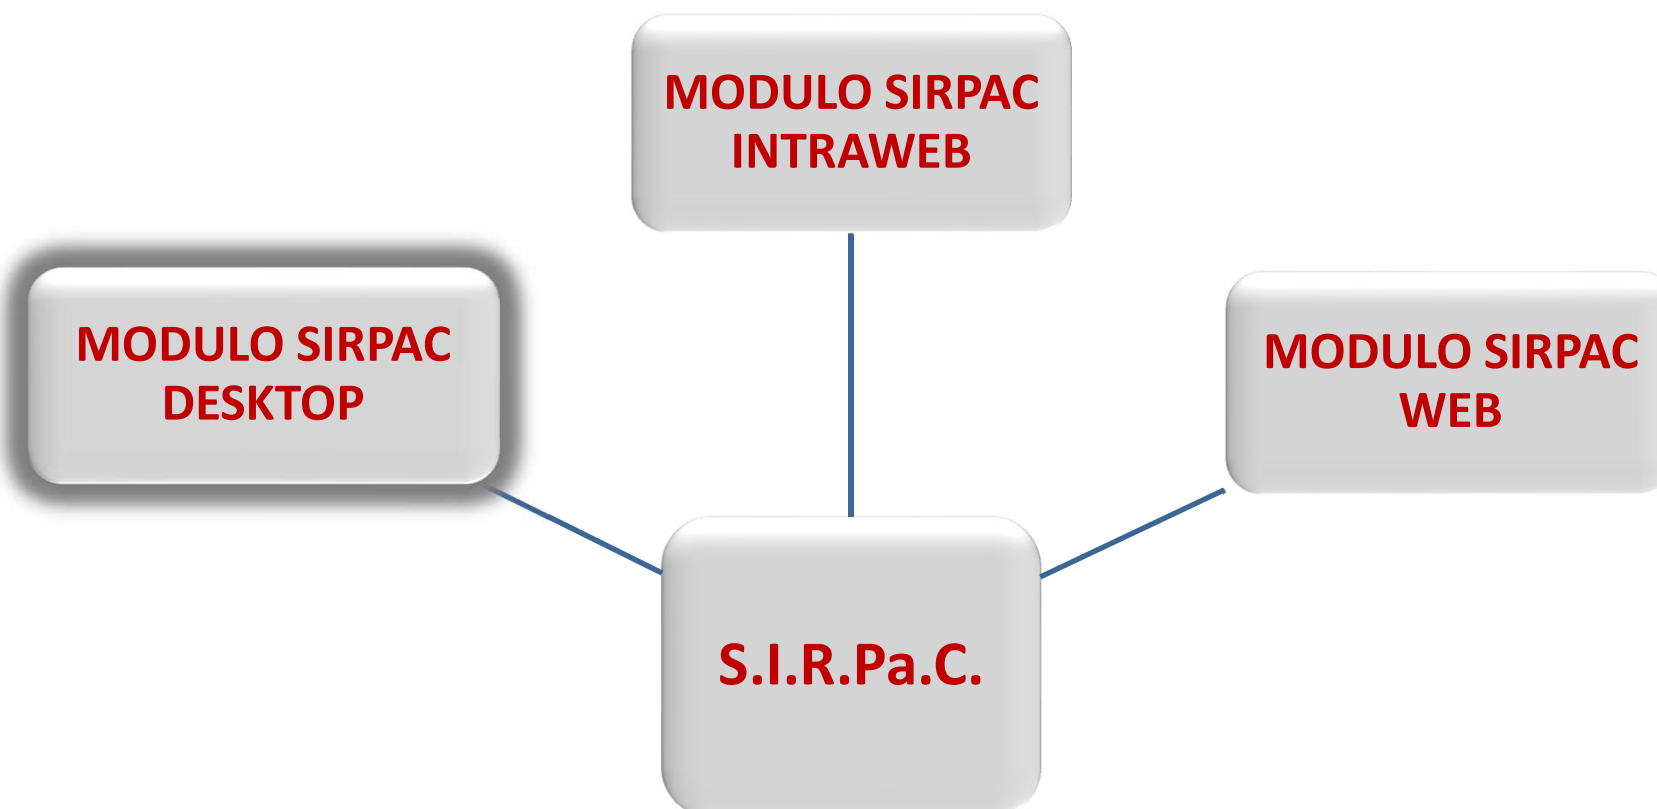 MODULO SIRPAC
INTRAWEB
MODULO SIRPAC
DESKTOP
MODULO SIRPAC
WEB
S.I.R.Pa.C.